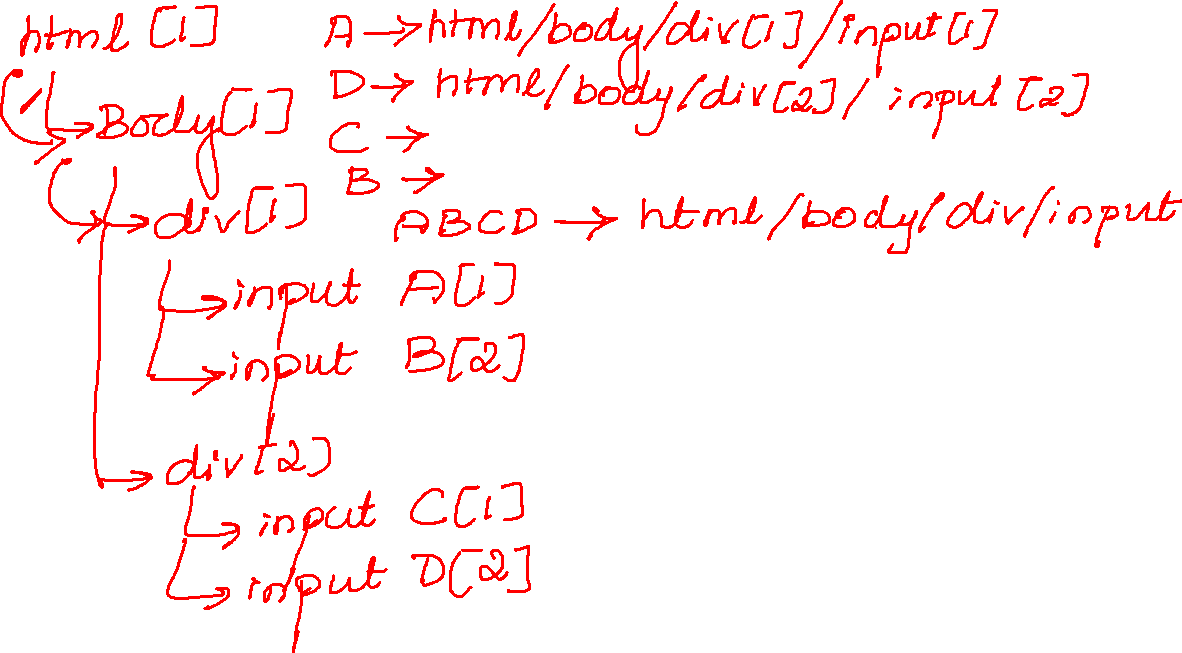 html [1]
A → html/body/div[1]/input[1]
D → html/body/div[2]/input[2]
Body[1]
C →
B →
div[1]
ABCD → html/body/div/input
input A[1]
input B[2]
div[2]
input C[1]
input D[2]